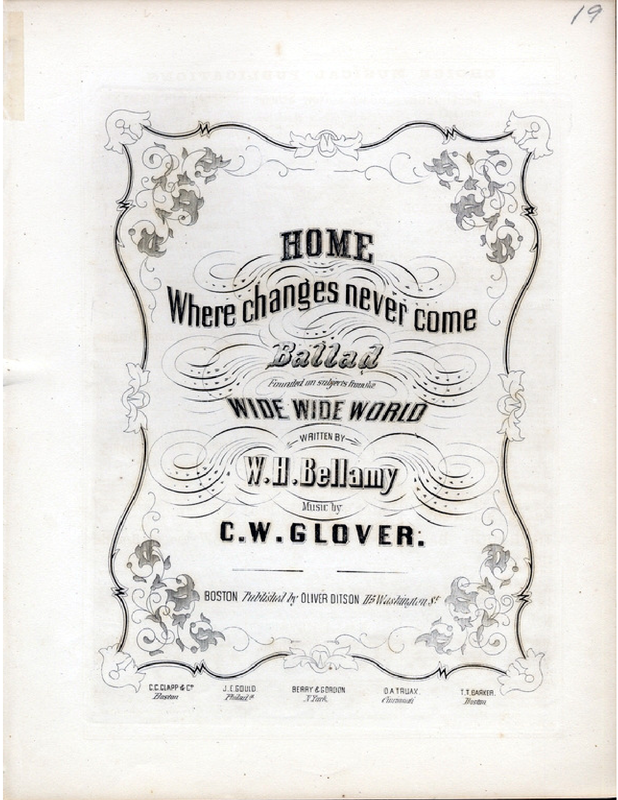 19
HOME
Where changes never come
Ballad
Founded on subjects from the
WIDE WIDE WORLD
WRITTEN BY
W. H. Bellamy
Music by
C. W. GLOVER.
BOSTON Published by OLIVER DITSON 115 Washington St.
C.C. CLAPP & Co. J. E. GOULD. BERRY & GORDON D. A TRUAX. T. T. BARKER.
Boston Philada. N. York. Cincinnati Boston.